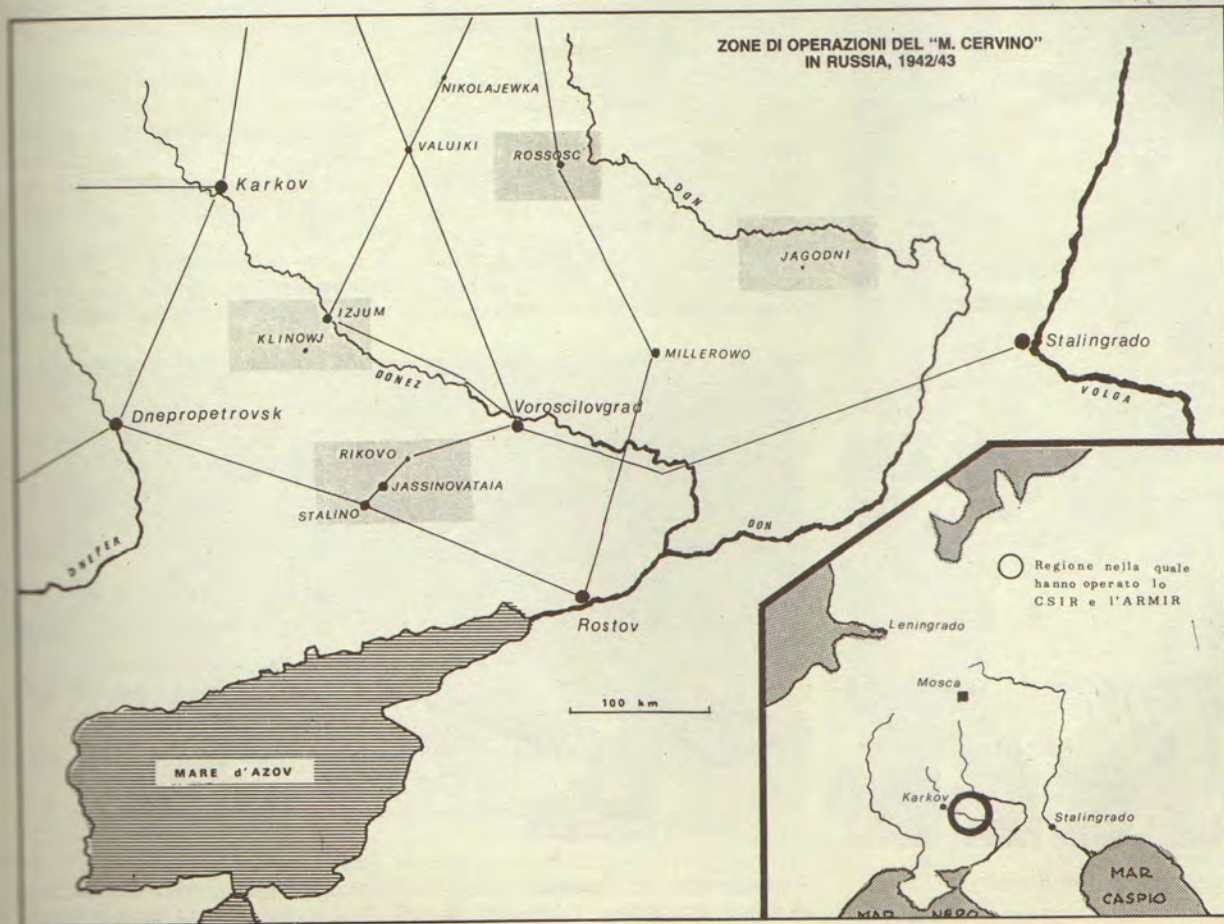 ZONE DI OPERAZIONI DEL "M. CERVINO"
IN RUSSIA, 1942/43
NIKOLAJEWKA
VALUIKI
ROSSOSC
Karkov
DON
JAGODNI
IZJUM
KLINOWJ
MILLEROWO
Stalingrado
DONEZ
VOLGA
Dnepropetrovsk
Voroscilovgrad
RIKOVO
JASSINOVATAIA
STALINO
DON
DNEPER
Rostov
100 km
MARE d'AZOV
Regione nella quale
hanno operato lo
CSIR e l'ARMIR
Leningrado
Mosca
Karkov
Stalingrado
MAR
CASPIO
MAR NERO